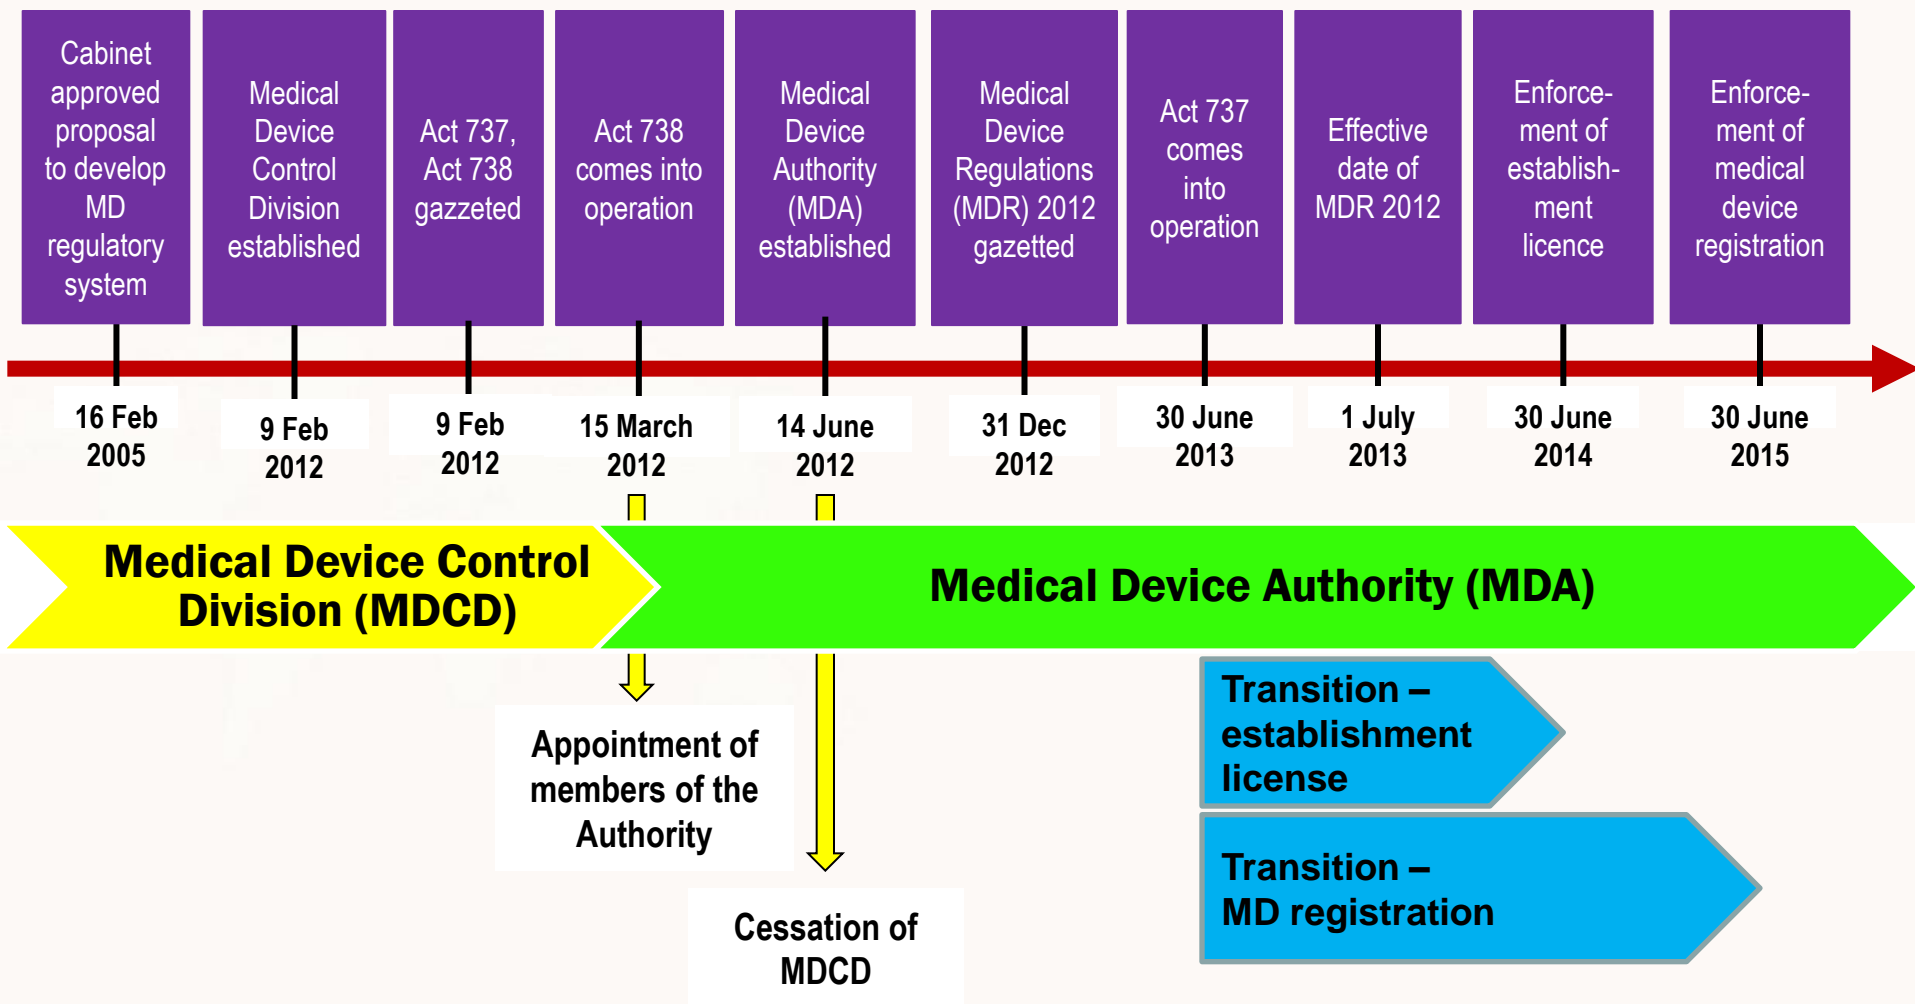 Cabinet
approved
proposal
to develop
MD
regulatory
system
Medical
Device
Control
Division
established
Act 737,
Act 738
gazzeted
Act 738
comes into
operation
Medical
Device
Authority
(MDA)
established
Medical
Device
Regulations
(MDR) 2012
gazetted
Act 737
comes
into
operation
Effective
date of
MDR 2012
Enforce-
ment of
establish-
ment
licence
Enforce-
ment of
medical
device
registration
16 Feb
2005
9 Feb
2012
9 Feb
2012
15 March
2012
14 June
2012
31 Dec
2012
30 June
2013
1 July
2013
30 June
2014
30 June
2015
Medical Device Control
Division (MDCD)
Medical Device Authority (MDA)
Appointment of
members of the
Authority
Cessation of
MDCD
Transition –
establishment
license
Transition –
MD registration